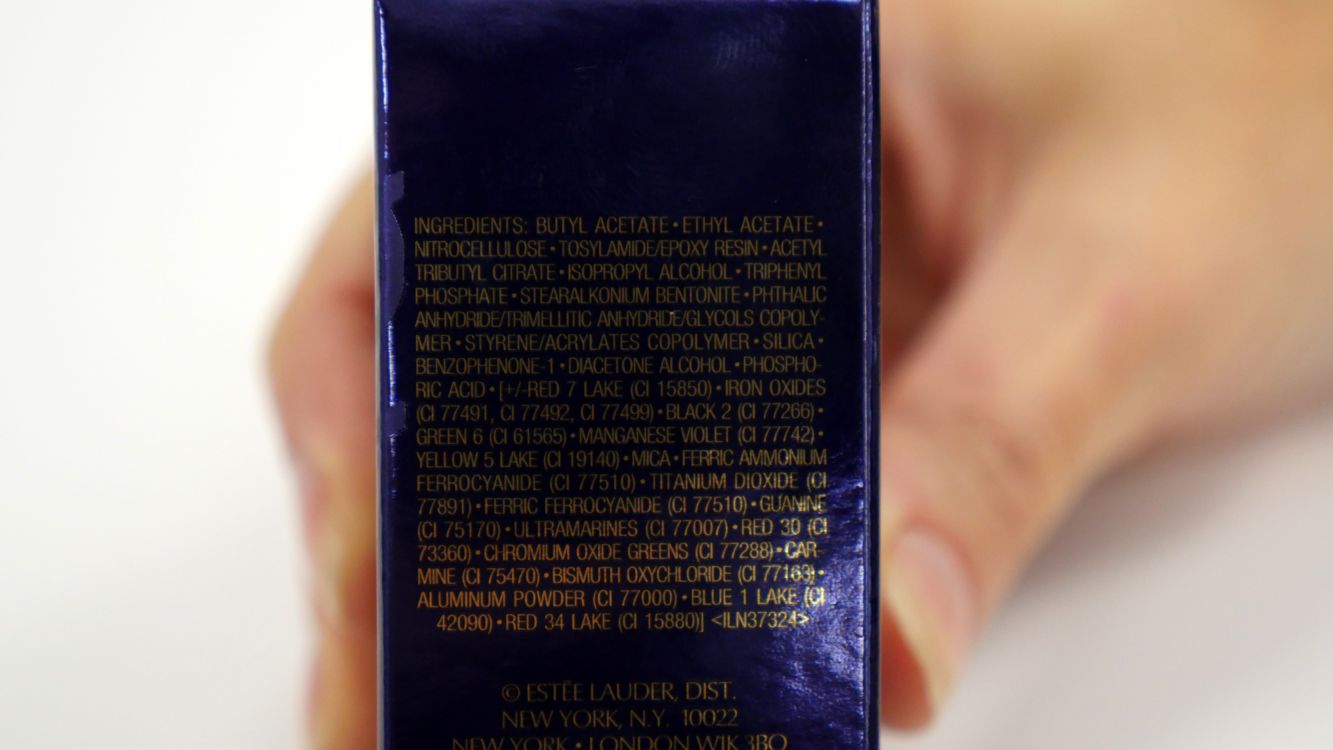 INGREDIENTS: BUTYL ACETATE • ETHYL ACETATE •
NITROCELLULOSE • TOSYLAMIDE/EPOXY RESIN • ACETYL
TRIBUTYL CITRATE • ISOPROPYL ALCOHOL • TRIPHENYL
PHOSPHATE • STEARALKONIUM BENTONITE • PHTHALIC
ANHYDRIDE/TRIMELLITIC ANHYDRIDE/GLYCOLS COPOLY-
MER • STYRENE/ACRYLATES COPOLYMER • SILICA •
BENZOPHENONE-1 • DIACETONE ALCOHOL • PHOSPHO-
RIC ACID • [+/-RED 7 LAKE (CI 15850) • IRON OXIDES
(CI 77491, CI 77492, CI 77499) • BLACK 2 (CI 77266) •
GREEN 6 (CI 61565) • MANGANESE VIOLET (CI 77742) •
YELLOW 5 LAKE (CI 19140) • MICA • FERRIC AMMONIUM
FERROCYANIDE (CI 77510) • TITANIUM DIOXIDE (CI
77891) • FERRIC FERROCYANIDE (CI 77510) • GUANINE
(CI 75170) • ULTRAMARINES (CI 77007) • RED 30 (CI
73360) • CHROMIUM OXIDE GREENS (CI 77288) • CAR-
MINE (CI 75470) • BISMUTH OXYCHLORIDE (CI 77163) •
ALUMINUM POWDER (CI 77000) • BLUE 1 LAKE (CI
42090) • RED 34 LAKE (CI 15880)] <ILN37324>
© ESTĒE LAUDER, DIST.
NEW YORK, N.Y. 10022
NEW YORK • LONDON W1K 3BQ